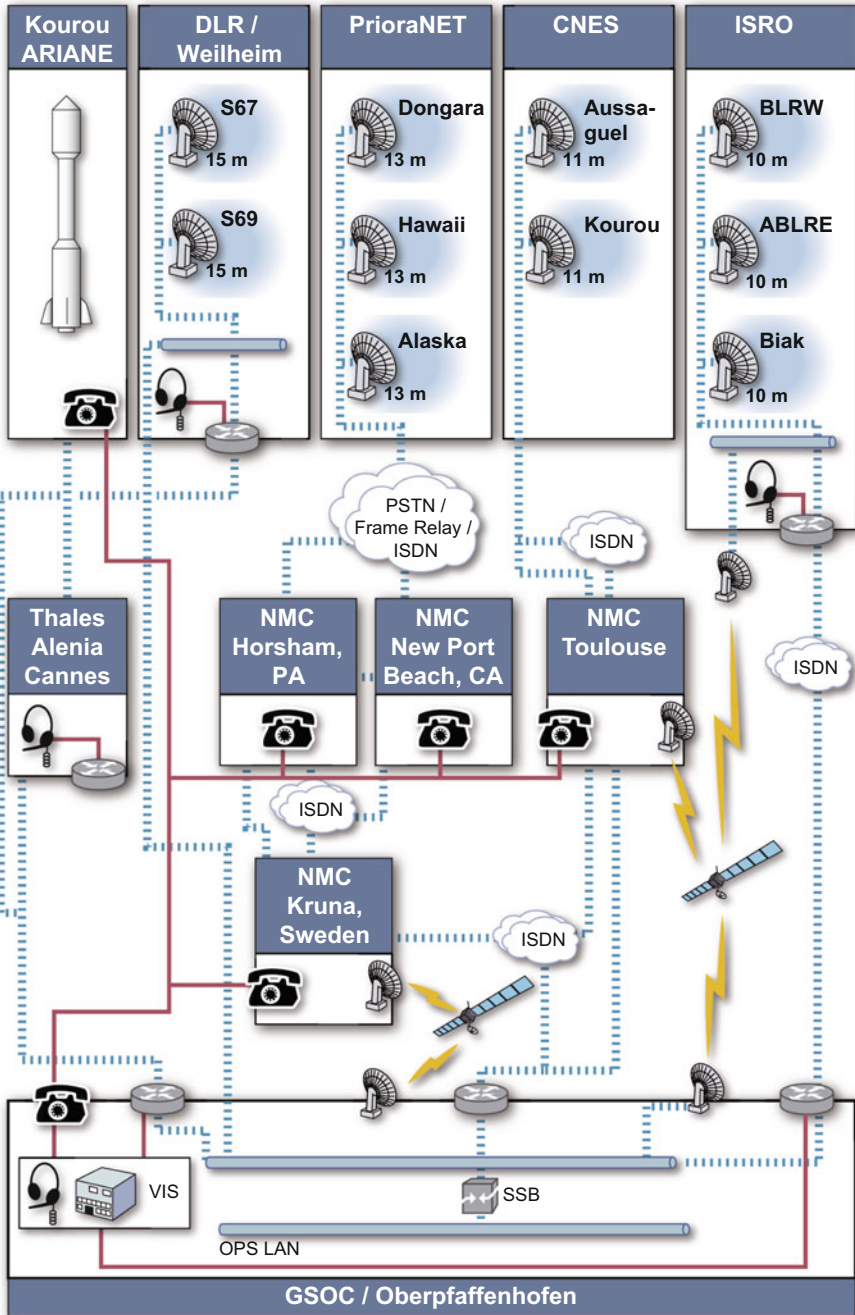 Kourou
ARIANE
DLR /
Weilheim
PrioraNET
CNES
ISRO
S67
15 m
S69
15 m
Dongara
13 m
Hawaii
13 m
Alaska
13 m
Aussa-
guel
11 m
Kourou
11 m
BLRW
10 m
ABLRE
10 m
Biak
10 m
PSTN /
Frame Relay /
ISDN
ISDN
ISDN
Thales
Alenia
Cannes
NMC
Horsham,
PA
NMC
New Port
Beach, CA
NMC
Toulouse
ISDN
NMC
Kruna,
Sweden
ISDN
VIS
SSB
OPS LAN
GSOC / Oberpfaffenhofen